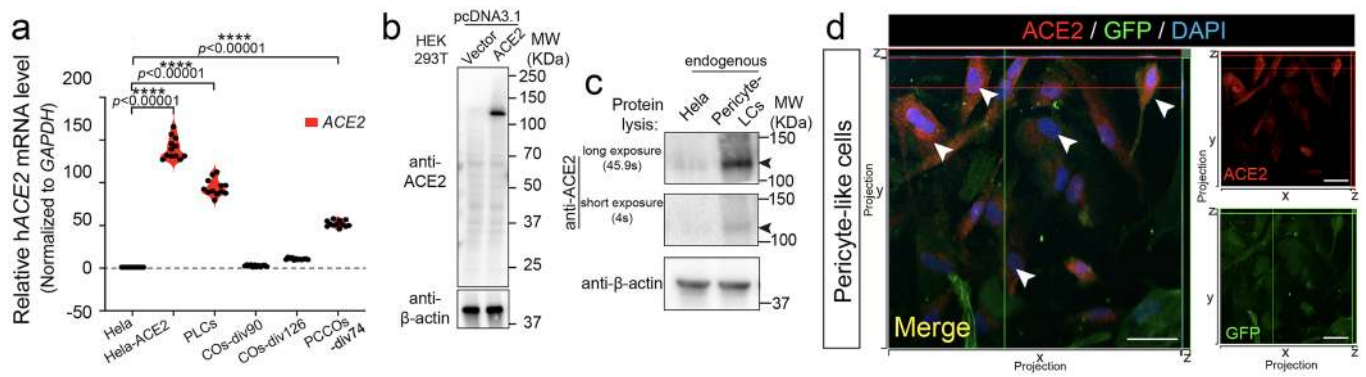 a
Relative hACE2 mRNA level
(Normalized to GAPDH)
****
p<0.00001
****
p<0.00001
****
p<0.00001
ACE2
200
150
100
50
0
-50
Hela
Hela-ACE2
PLCs
COs-div90
COs-div126
PCCOs
-div74
b
pcDNA3.1
HEK
293T
Vector
ACE2
MW
(KDa)
250
150
100
70
50
37
25
37
anti-
ACE2
anti-
β-actin
c
endogenous
Protein
lysis:
Hela
Pericyte-
LCs
MW
(KDa)
anti-ACE2
long exposure
(45.9s)
150
100
short exposure
(4s)
150
100
anti-β-actin
37
d
ACE2 / GFP / DAPI
Pericyte-like cells
z
y
Projection
Merge
x
Projection
z
z
y
Projection
ACE2
x
Projection
z
z
y
GFP
x
Projection
z